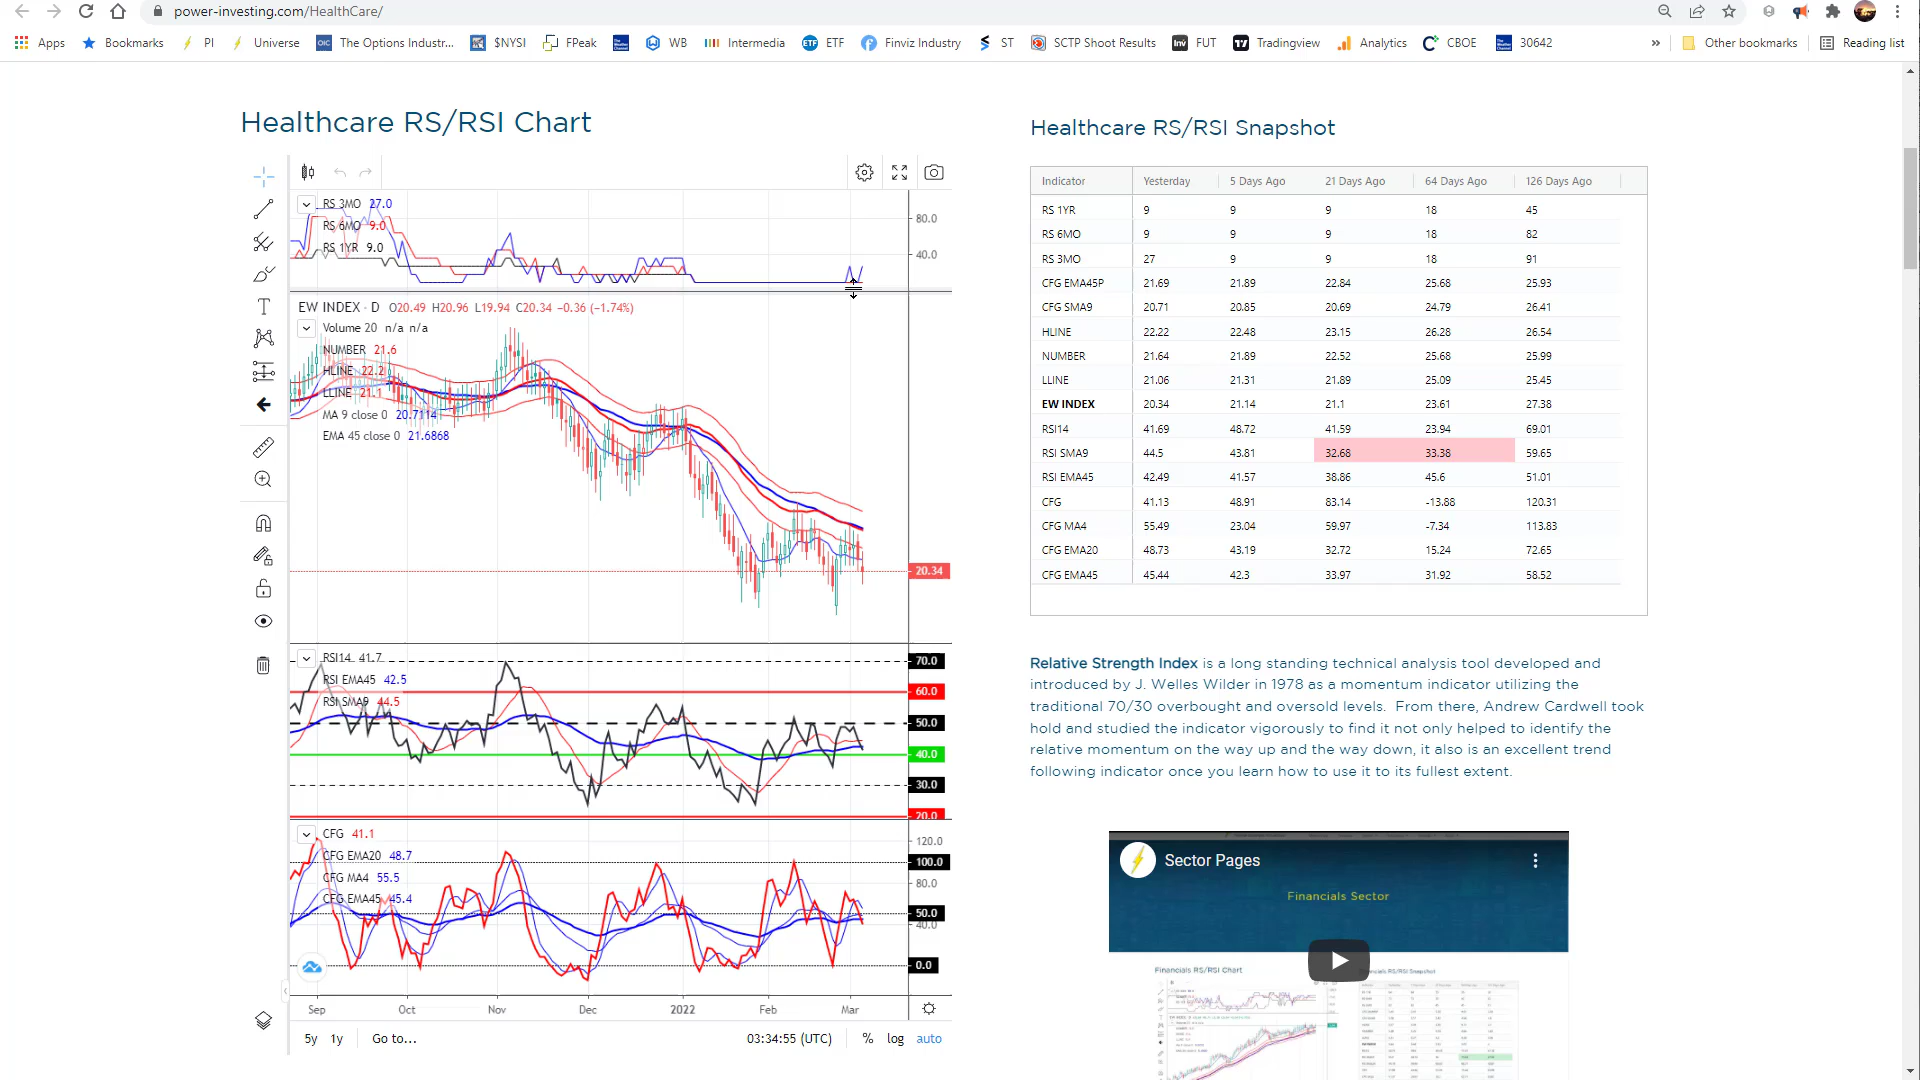 power-investing.com/HealthCare/
Apps
Bookmarks
PI
Universe
The Options Industr...
$NYSI
FPeak
WB
Intermedia
ETF
Finviz Industry
ST
SCTP Shoot Results
FUT
Tradingview
Analytics
CBOE
30642
»
Other bookmarks
Reading list
Healthcare RS/RSI Chart
RS 3MO 27.0
RS 6MO 9.0
RS 1YR 9.0
80.0
40.0
EW INDEX · D O20.49 H20.96 L19.94 C20.34 −0.36 (−1.74%)
Volume 20 n/a n/a
NUMBER 21.6
HLINE 22.2
LLINE 21.1
MA 9 close 0 20.7114
EMA 45 close 0 21.6868
20.34
RSI14 41.7
RSI EMA45 42.5
RSI SMA9 44.5
70.0
60.0
50.0
40.0
30.0
20.0
CFG 41.1
CFG EMA20 48.7
CFG MA4 55.5
CFG EMA45 45.4
120.0
100.0
80.0
50.0
40.0
0.0
Sep Oct Nov Dec 2022 Feb Mar
5y 1y Go to... 03:34:55 (UTC) % log auto
Healthcare RS/RSI Snapshot
Indicator Yesterday 5 Days Ago 21 Days Ago 64 Days Ago 126 Days Ago
RS 1YR 9 9 9 18 45
RS 6MO 9 9 9 18 82
RS 3MO 27 9 9 18 91
CFG EMA45P 21.69 21.89 22.84 25.68 25.93
CFG SMA9 20.71 20.85 20.69 24.79 26.41
HLINE 22.22 22.48 23.15 26.28 26.54
NUMBER 21.64 21.89 22.52 25.68 25.99
LLINE 21.06 21.31 21.89 25.09 25.45
EW INDEX 20.34 21.14 21.1 23.61 27.38
RSI14 41.69 48.72 41.59 23.94 69.01
RSI SMA9 44.5 43.81 32.68 33.38 59.65
RSI EMA45 42.49 41.57 38.86 45.6 51.01
CFG 41.13 48.91 83.14 -13.88 120.31
CFG MA4 55.49 23.04 59.97 -7.34 113.83
CFG EMA20 48.73 43.19 32.72 15.24 72.65
CFG EMA45 45.44 42.3 33.97 31.92 58.52
Relative Strength Index is a long standing technical analysis tool developed and
introduced by J. Welles Wilder in 1978 as a momentum indicator utilizing the
traditional 70/30 overbought and oversold levels. From there, Andrew Cardwell took
hold and studied the indicator vigorously to find it not only helped to identify the
relative momentum on the way up and the way down, it also is an excellent trend
following indicator once you learn how to use it to its fullest extent.
Sector Pages
Financials Sector
Financials RS/RSI Chart
Financials RS/RSI Snapshot